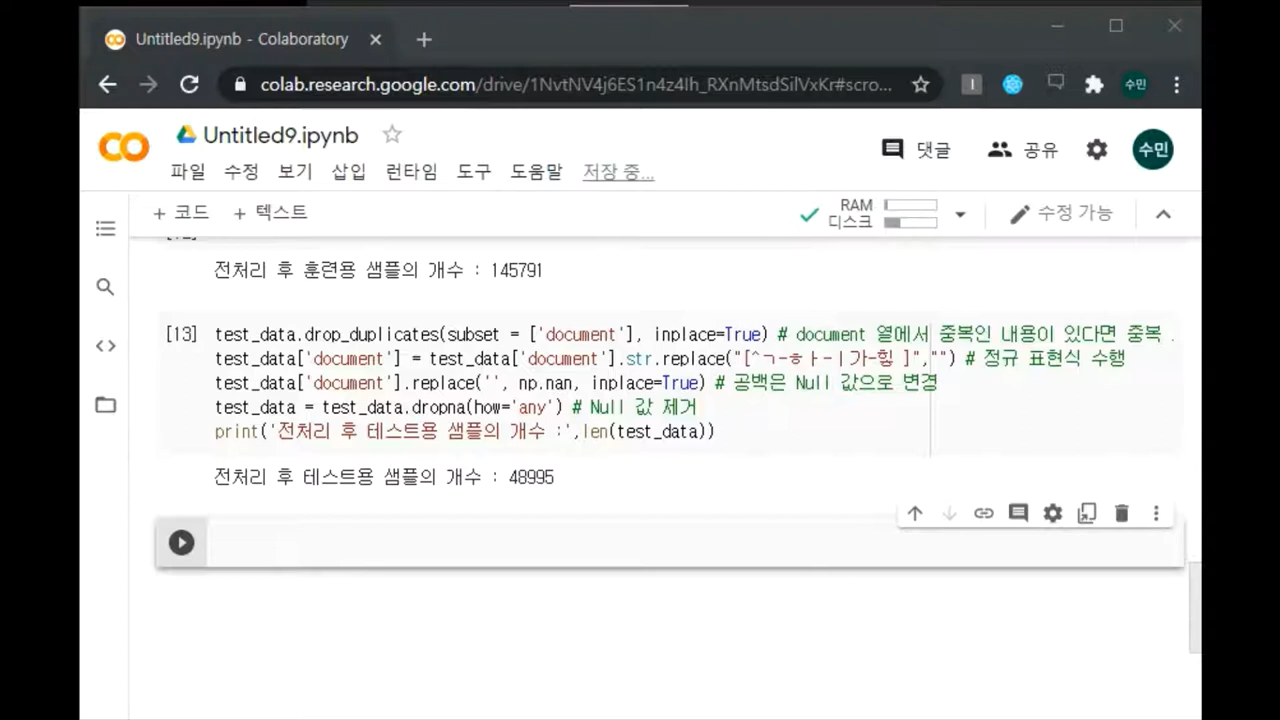 Untitled9.ipynb - Colaboratory
colab.research.google.com/drive/1NvtNV4j6ES1n4z4lh_RXnMtsdSilVxKr#scro...
수민
Untitled9.ipynb
댓글 공유 수민
파일 수정 보기 삽입 런타임 도구 도움말 저장 중...
+ 코드 + 텍스트 RAM 디스크 수정 가능
전처리 후 훈련용 샘플의 개수 : 145791
[13] test_data.drop_duplicates(subset = ['document'], inplace=True) # document 열에서 중복인 내용이 있다면 중복
test_data['document'] = test_data['document'].str.replace("[^ㄱ-ㅎㅏ-ㅣ가-힣 ]","") # 정규 표현식 수행
test_data['document'].replace('', np.nan, inplace=True) # 공백은 Null 값으로 변경
test_data = test_data.dropna(how='any') # Null 값 제거
print('전처리 후 테스트용 샘플의 개수 :',len(test_data))
전처리 후 테스트용 샘플의 개수 : 48995